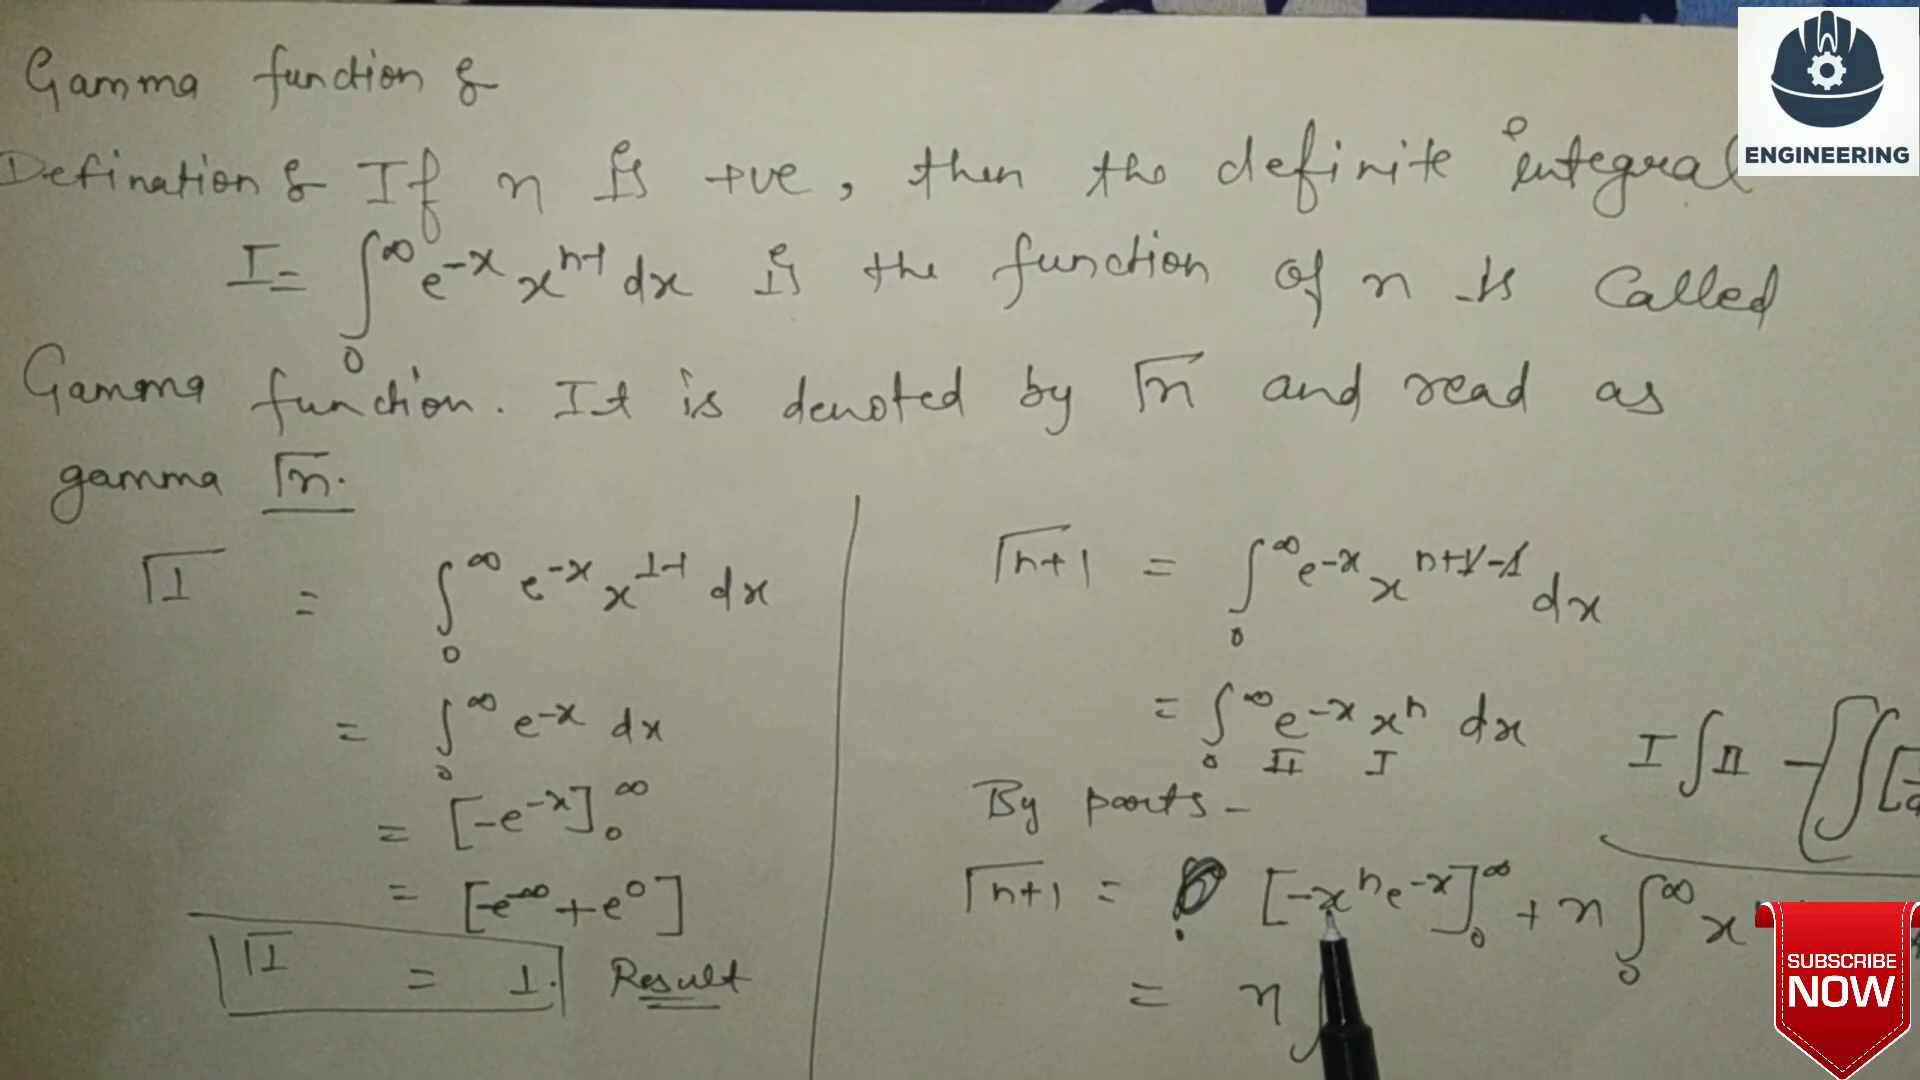 Gamma function :-
Defination :- If n is +ve, then the definite integral
I = ∫₀^∞ e^-x x^n-1 dx is the function of n is called
Gamma function. It is denoted by Γn and read as
gamma Γn.
Γ1 = ∫₀^∞ e^-x x^1-1 dx
= ∫₀^∞ e^-x dx
= [-e^-x]₀^∞
= [-e^-∞ + e^0]
Γ1 = 1. Result
Γn+1 = ∫₀^∞ e^-x x^n+1-1 dx
= ∫₀^∞ e^-x x^n dx
II I
I ∫ II - ∫ [
By parts -
Γn+1 = [-x^n e^-x]₀^∞ + n ∫₀^∞ x
= n ∫
ENGINEERING
SUBSCRIBE
NOW